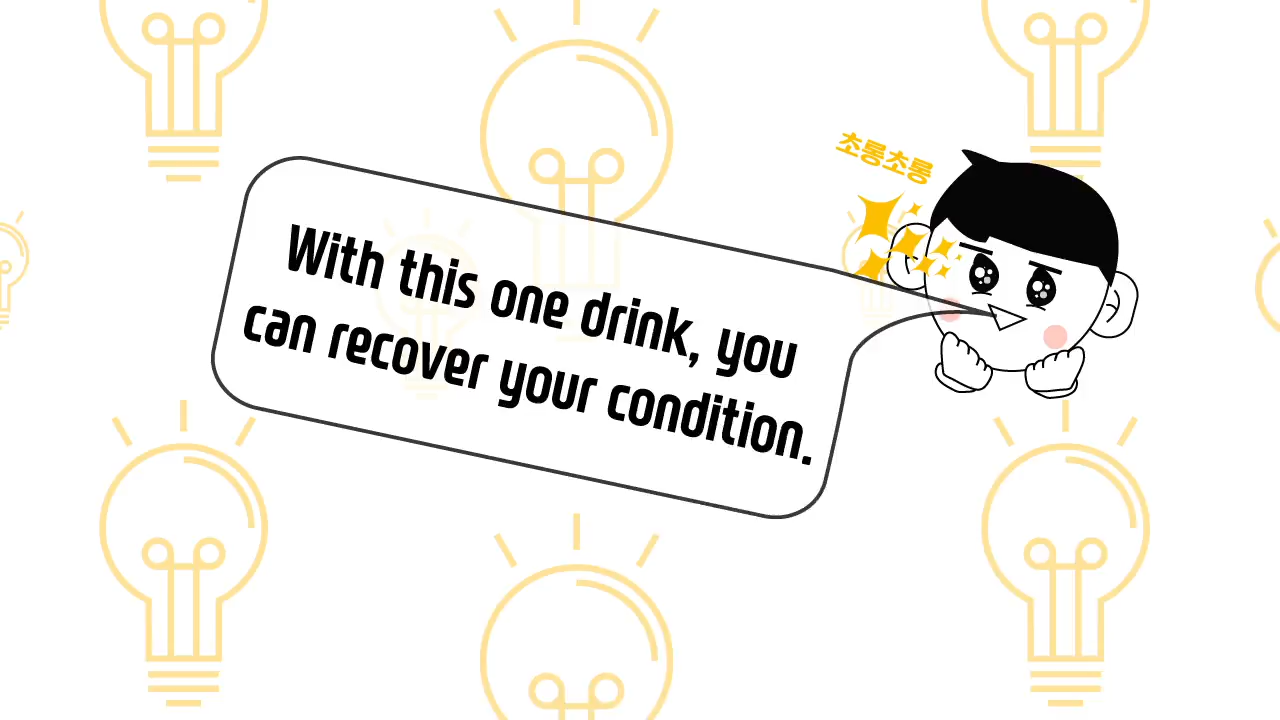 초롱초롱
With this one drink, you
can recover your condition.